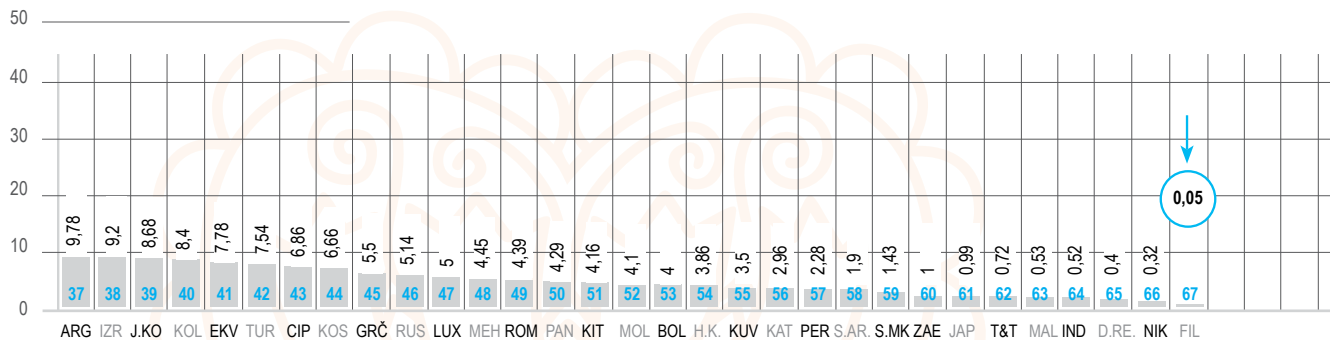 50
40
30
20
10
0
9,78 9,2 8,68 8,4 7,78 7,54 6,86 6,66 5,5 5,14 5 4,45 4,39 4,29 4,16 4,1 4 3,86 3,5 2,96 2,28 1,9 1,43 1 0,99 0,72 0,53 0,52 0,4 0,32 0,05
37 38 39 40 41 42 43 44 45 46 47 48 49 50 51 52 53 54 55 56 57 58 59 60 61 62 63 64 65 66 67
ARG IZR J.KO KOL EKV TUR CIP KOS GRČ RUS LUX MEH ROM PAN KIT MOL BOL H.K. KUV KAT PER S.AR. S.MK ZAE JAP T&T MAL IND D.RE. NIK FIL